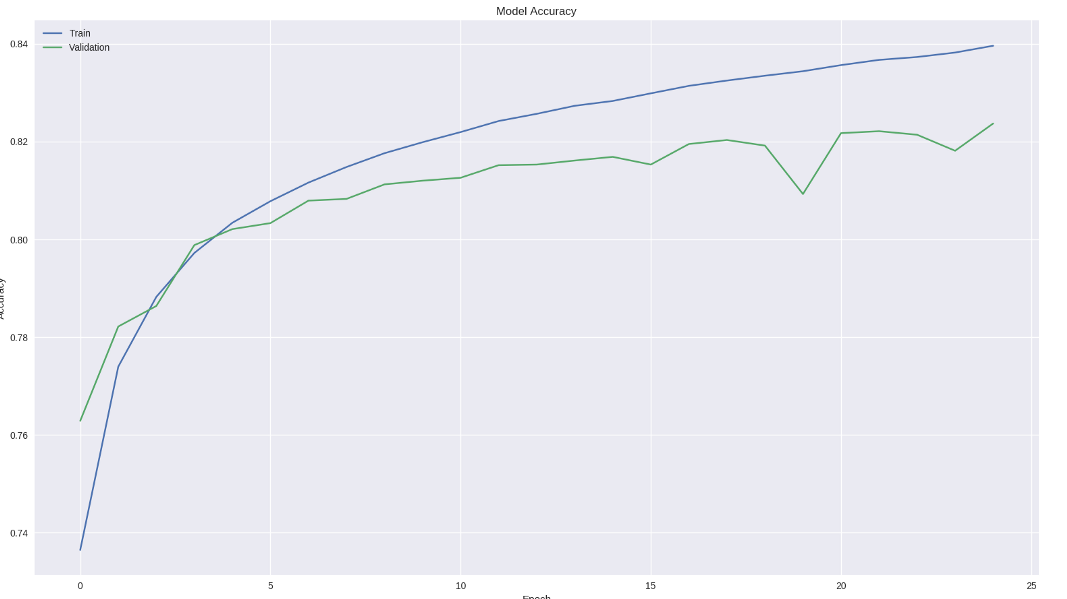 Model Accuracy
Train
Validation
0.84
0.82
0.80
0.78
0.76
0.74
Accuracy
0 5 10 15 20 25
Epoch